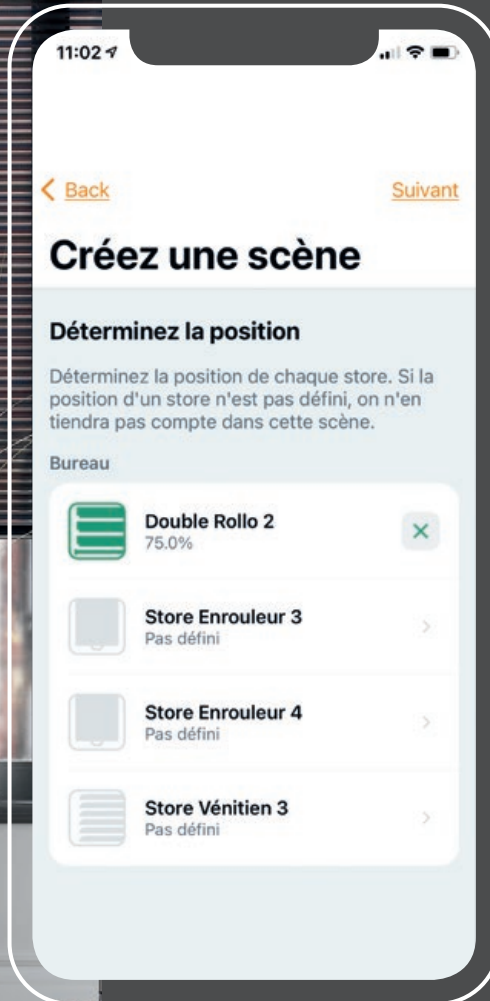 11:02
Back
Suivant
Créez une scène
Déterminez la position
Déterminez la position de chaque store. Si la
position d'un store n'est pas défini, on n'en
tiendra pas compte dans cette scène.
Bureau
Double Rollo 2
75.0%
Store Enrouleur 3
Pas défini
Store Enrouleur 4
Pas défini
Store Vénitien 3
Pas défini